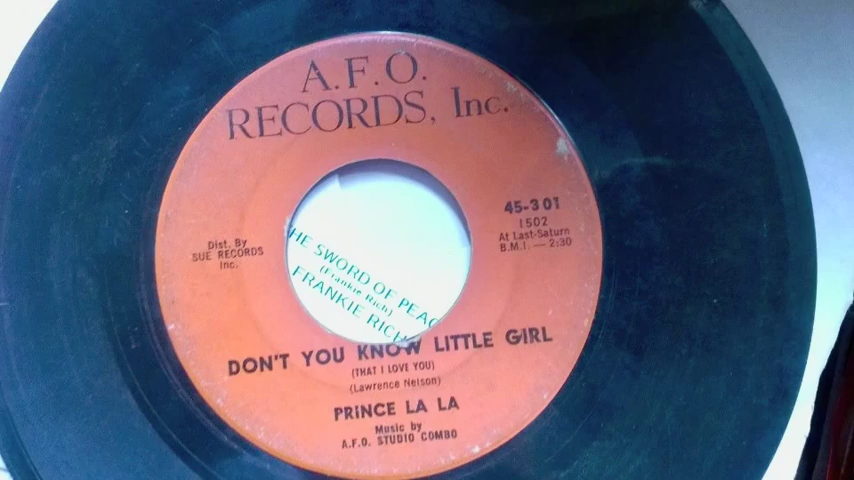 A.F.O.
RECORDS, Inc.
45-301
1502
At Last-Saturn
B.M.I. — 2:30
Dist. By
SUE RECORDS
Inc.
HE SWORD OF PEAC
(Frankie Rich)
FRANKIE RICH
DON'T YOU KNOW LITTLE GIRL
(THAT I LOVE YOU)
(Lawrence Nelson)
PRINCE LA LA
Music by
A.F.O. STUDIO COMBO